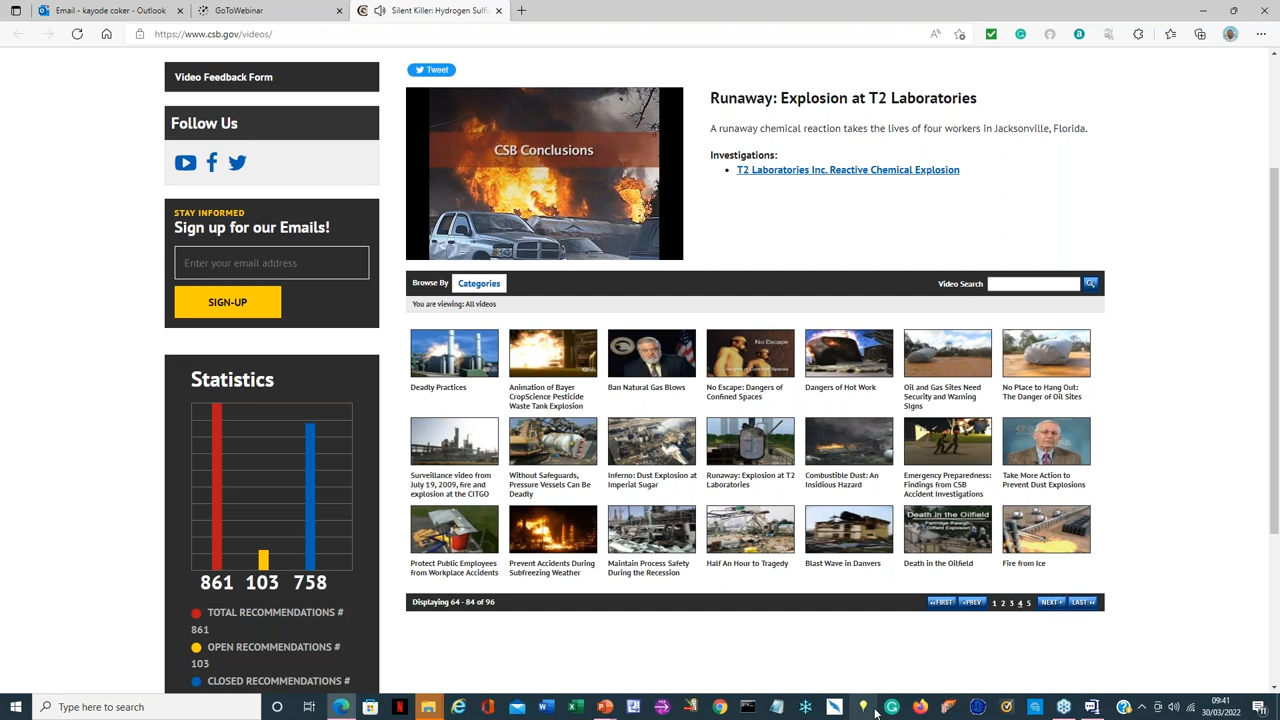 Email - kayode coker - Outlook
GoToWebinar
Silent Killer: Hydrogen Sulfi
https://www.csb.gov/videos/
Video Feedback Form
Follow Us
STAY INFORMED
Sign up for our Emails!
Enter your email address
SIGN-UP
Statistics
861 103 758
TOTAL RECOMMENDATIONS #
861
OPEN RECOMMENDATIONS #
103
CLOSED RECOMMENDATIONS #
Tweet
CSB Conclusions
Runaway: Explosion at T2 Laboratories
A runaway chemical reaction takes the lives of four workers in Jacksonville, Florida.
Investigations:
T2 Laboratories Inc. Reactive Chemical Explosion
Browse By Categories
Video Search
You are viewing: All videos
Deadly Practices
Animation of Bayer
CropScience Pesticide
Waste Tank Explosion
Ban Natural Gas Blows
No Escape
No Escape: Dangers of
Confined Spaces
Dangers of Hot Work
Oil and Gas Sites Need
Security and Warning
Signs
No Place to Hang Out:
The Danger of Oil Sites
Surveillance video from
July 19, 2009, fire and
explosion at the CITGO
Without Safeguards,
Pressure Vessels Can Be
Deadly
Inferno: Dust Explosion at
Imperial Sugar
Runaway: Explosion at T2
Laboratories
Combustible Dust: An
Insidious Hazard
Emergency Preparedness:
Findings from CSB
Accident Investigations
Take More Action to
Prevent Dust Explosions
Protect Public Employees
from Workplace Accidents
Prevent Accidents During
Subfreezing Weather
Maintain Process Safety
During the Recession
Half An Hour to Tragedy
Blast Wave in Danvers
Death in the Oilfield
Death in the Oilfield
Fire from Ice
Displaying 64 - 84 of 96
FIRST PREV 1 2 3 4 5 NEXT LAST
Type here to search
09:41
30/03/2022